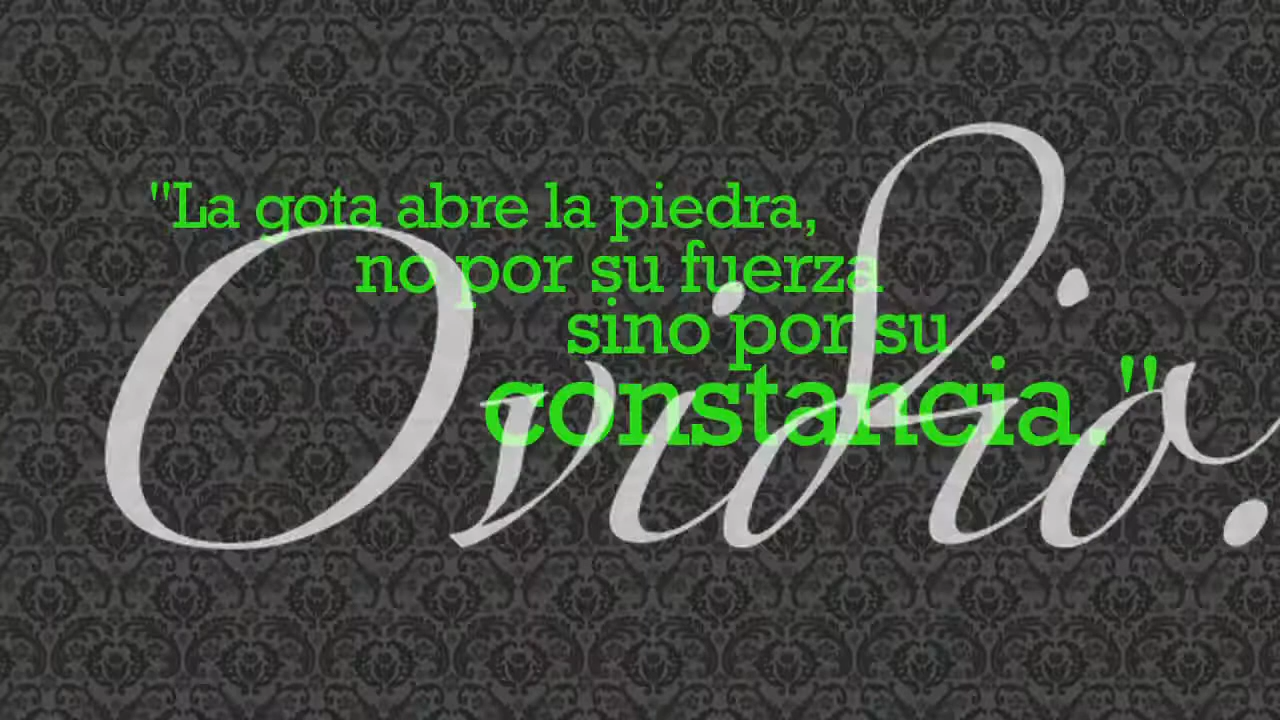 "La gota abre la piedra,
no por su fuerza
sino por su
constancia."
Ovidio.